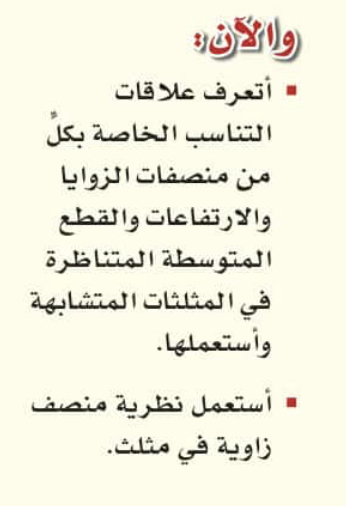 والآن:
▪ أتعرف علاقات
التناسب الخاصة بكلٍّ
من منصفات الزوايا
والارتفاعات والقطع
المتوسطة المتناظرة
في المثلثات المتشابهة
وأستعملها.
▪ أستعمل نظرية منصف
زاوية في مثلث.